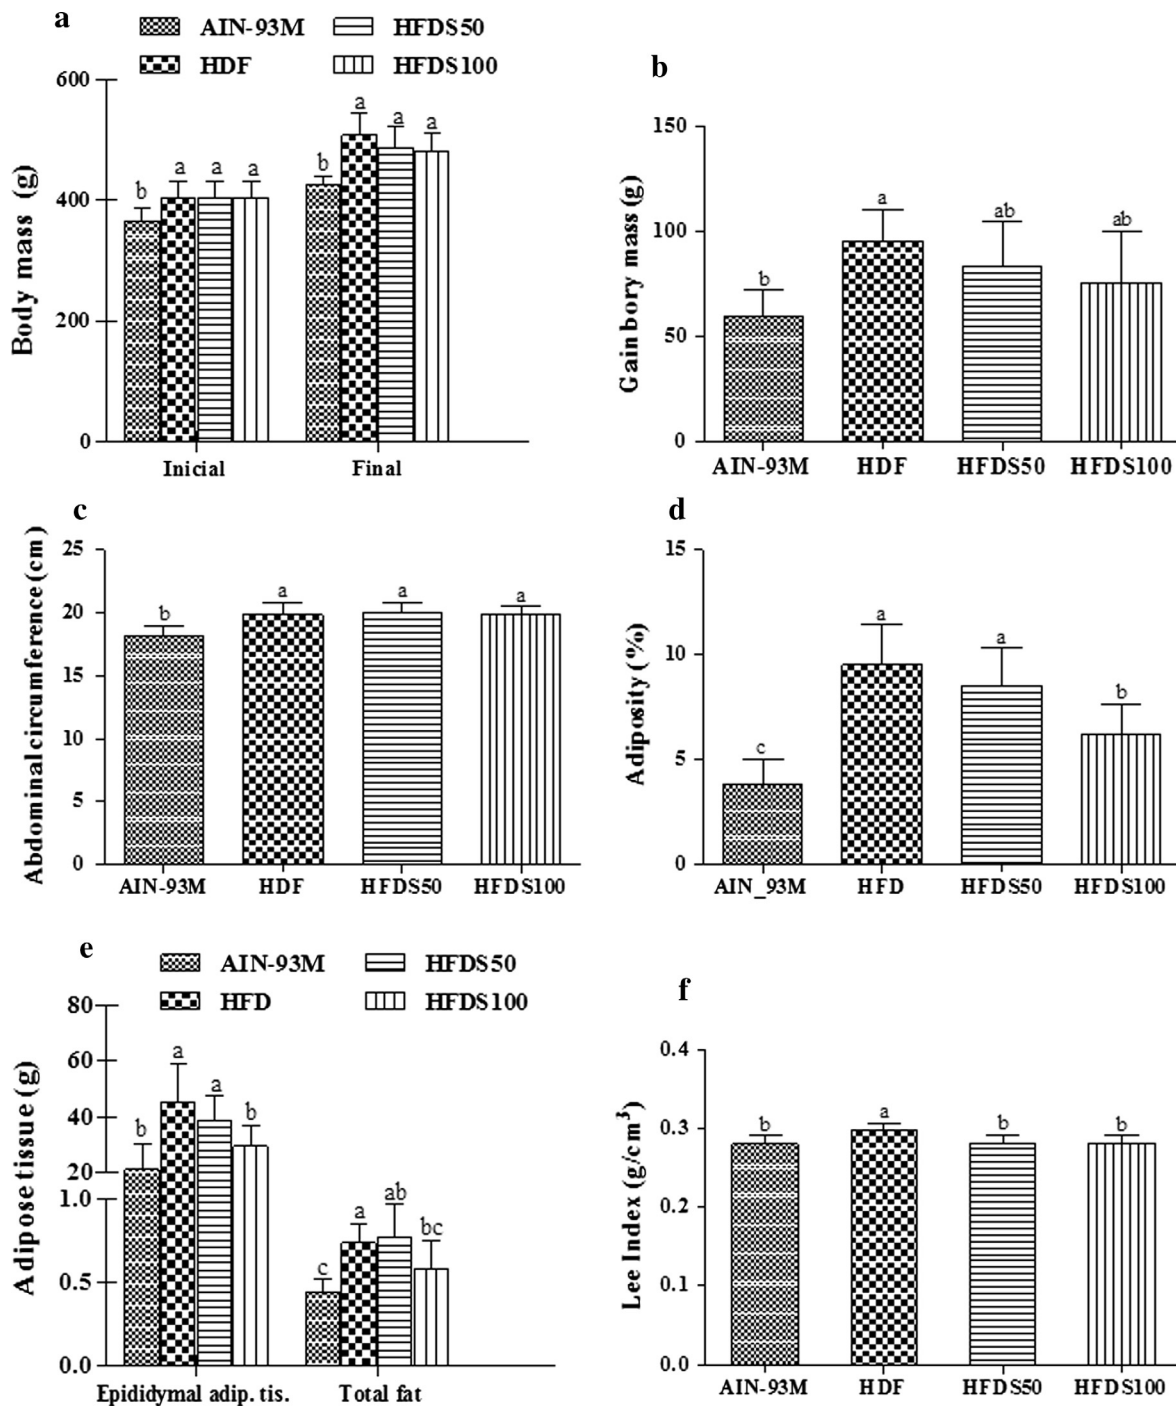 a
AIN-93M
HFDS50
HDF
HFDS100
Body mass (g)
600
400
200
0
b a a a
b a a a
Inicial Final
b
Gain bory mass (g)
150
100
50
0
b a ab ab
AIN-93M HDF HFDS50 HFDS100
c
Abdominal circumference (cm)
25
20
15
10
5
0
b a a a
AIN-93M HDF HFDS50 HFDS100
d
Adiposity (%)
15
10
5
0
c a a b
AIN_93M HFD HFDS50 HFDS100
e
AIN-93M
HFDS50
HFD
HFDS100
Adipose tissue (g)
80
60
40
20
1.0
0.5
0.0
b a a b
c a ab bc
Epididymal adip. tis. Total fat
f
Lee Index (g/cm³)
0.4
0.3
0.2
0.1
0.0
b a b b
AIN-93M HDF HFDS50 HFDS100